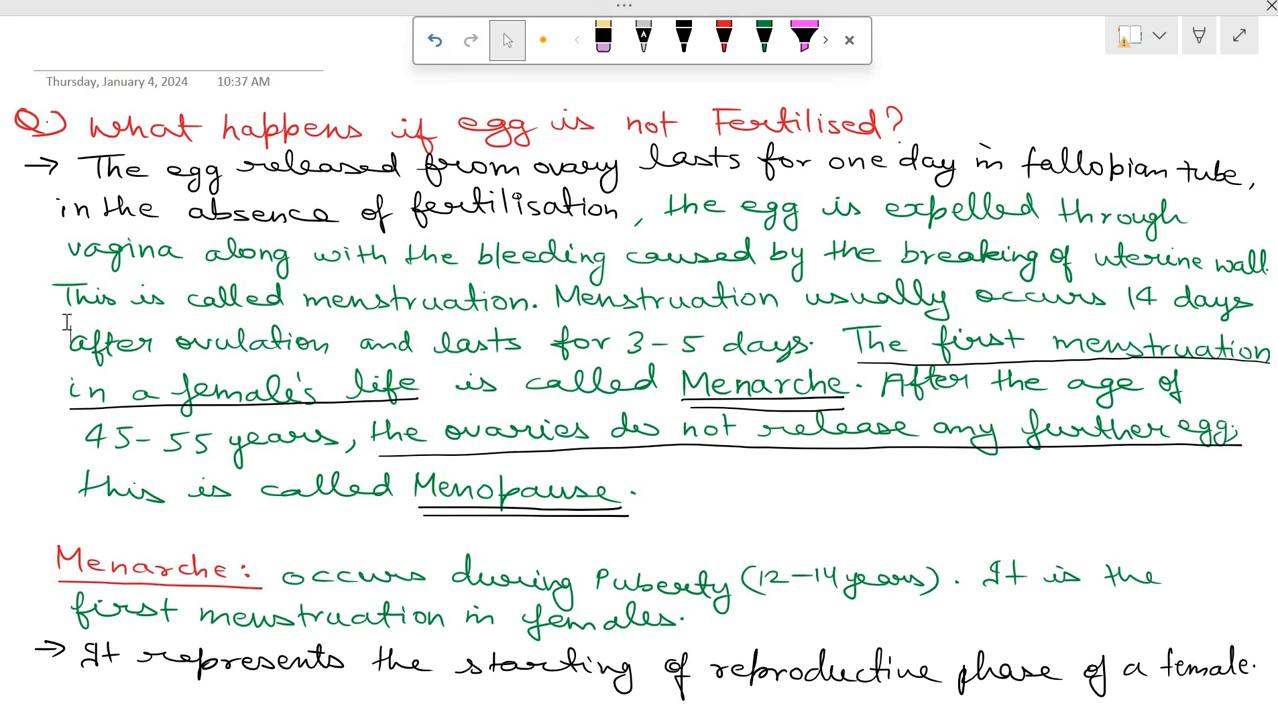 Thursday, January 4, 2024 10:37 AM
Q.) What happens if egg is not Fertilised?
→ The egg released from ovary lasts for one day in fallopian tube,
in the absence of fertilisation, the egg is expelled through
vagina along with the bleeding caused by the breaking of uterine wall.
This is called menstruation. Menstruation usually occurs 14 days
after ovulation and lasts for 3-5 days. The first menstruation
in a female's life is called Menarche. After the age of
45-55 years, the ovaries do not release any further egg,
this is called Menopause.
Menarche: occurs during Puberty (12-14 years). It is the
first menstruation in females.
→ It represents the starting of reproductive phase of a female.